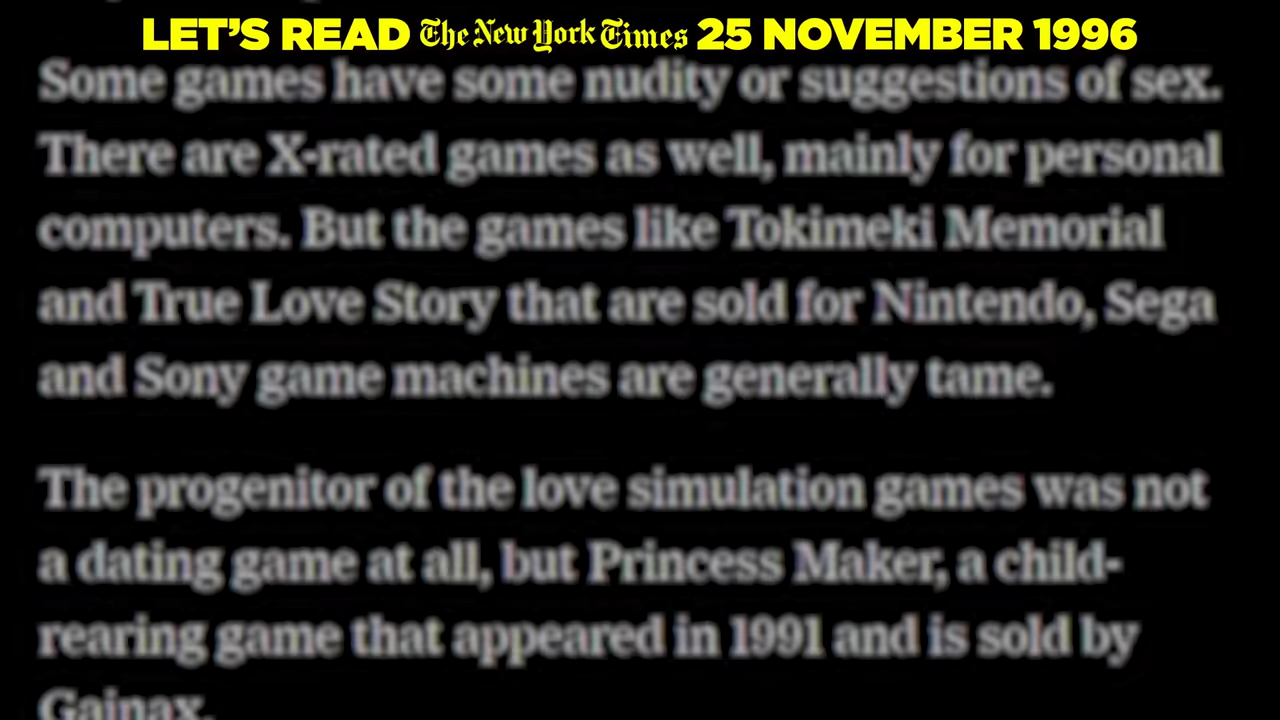 LET'S READ The New York Times 25 NOVEMBER 1996
Some games have some nudity or suggestions of sex.
There are X-rated games as well, mainly for personal
computers. But the games like Tokimeki Memorial
and True Love Story that are sold for Nintendo, Sega
and Sony game machines are generally tame.
The progenitor of the love simulation games was not
a dating game at all, but Princess Maker, a child-
rearing game that appeared in 1991 and is sold by
Gainax.